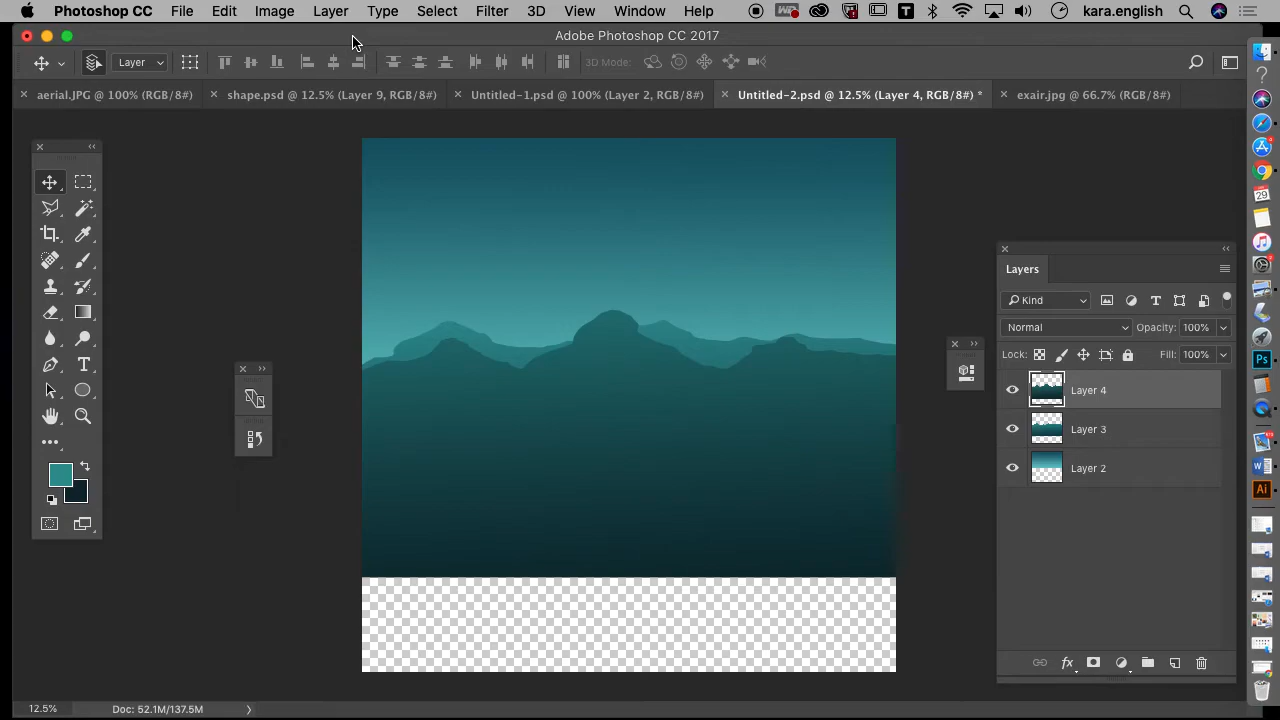 Photoshop CC File Edit Image Layer Type Select Filter 3D View Window Help kara.english
Adobe Photoshop CC 2017
Layer 3D Mode:
aerial.JPG @ 100% (RGB/8#) shape.psd @ 12.5% (Layer 9, RGB/8#) Untitled-1.psd @ 100% (Layer 2, RGB/8#) Untitled-2.psd @ 12.5% (Layer 4, RGB/8#) * exair.jpg @ 66.7% (RGB/8#)
Layers
Kind
Normal Opacity: 100%
Lock: Fill: 100%
Layer 4
Layer 3
Layer 2
fx
12.5% Doc: 52.1M/137.5M
29
Ps
Ai